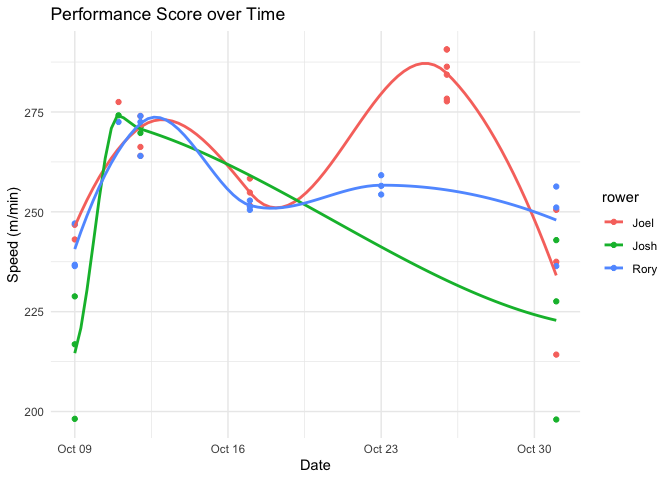 Performance Score over Time
Speed (m/min)
275
250
225
200
Oct 09
Oct 16
Oct 23
Oct 30
Date
rower
Joel
Josh
Rory